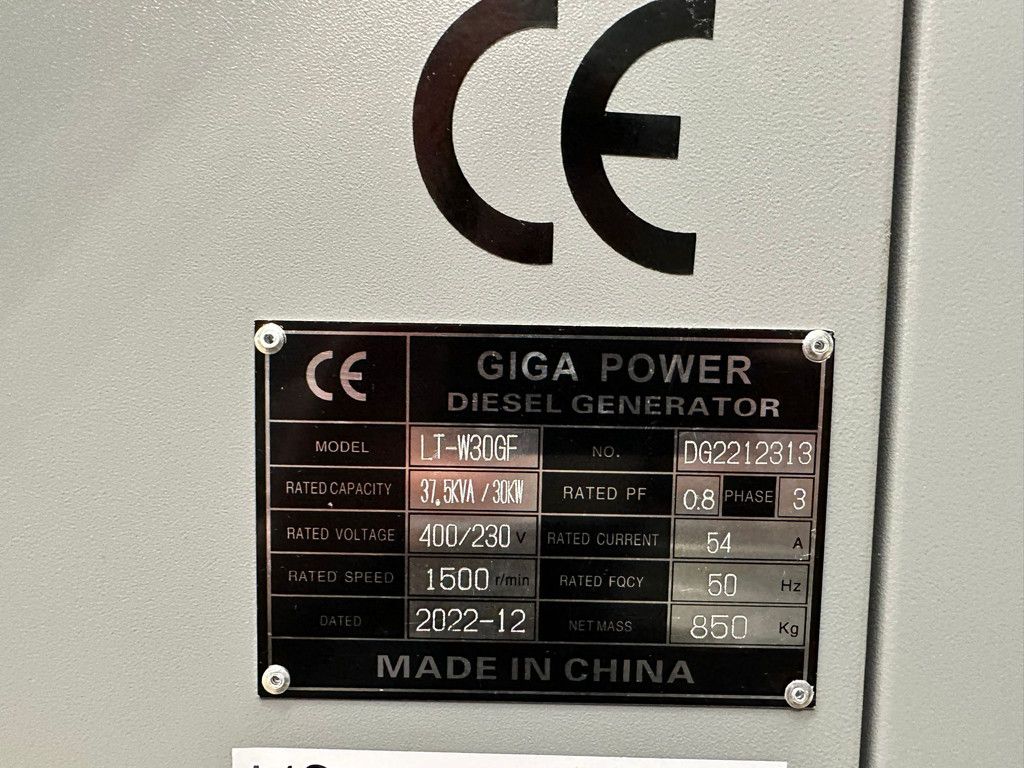 CE
CE GIGA POWER
DIESEL GENERATOR
MODEL LT-W30GF NO. DG2212313
RATED CAPACITY 37.5KVA/30KW RATED PF 0.8 PHASE 3
RATED VOLTAGE 400/230 V RATED CURRENT 54 A
RATED SPEED 1500 r/min RATED FQCY 50 Hz
DATED 2022-12 NET MASS 850 Kg
MADE IN CHINA